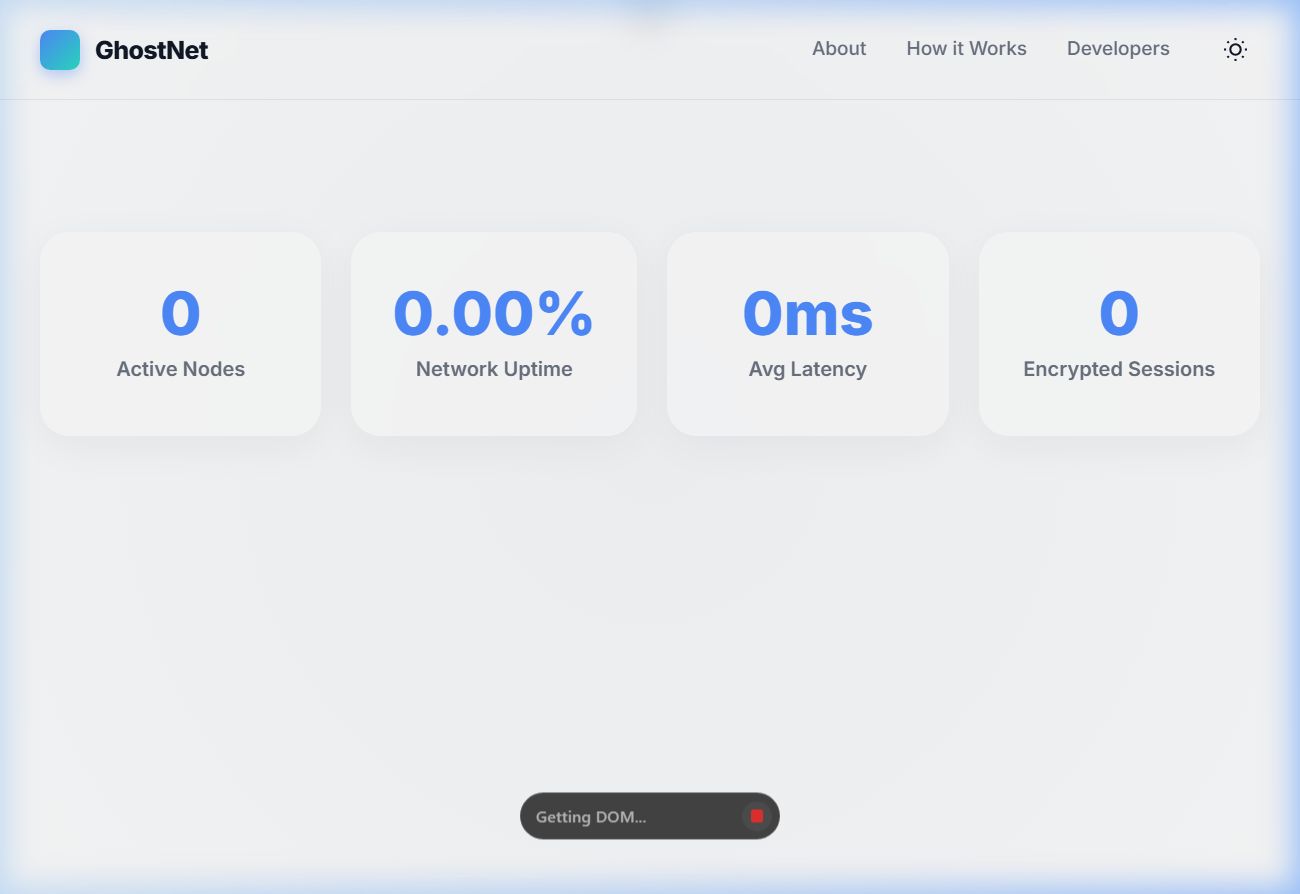 GhostNet
About How it Works Developers
0
Active Nodes
0.00%
Network Uptime
0ms
Avg Latency
0
Encrypted Sessions
Getting DOM...